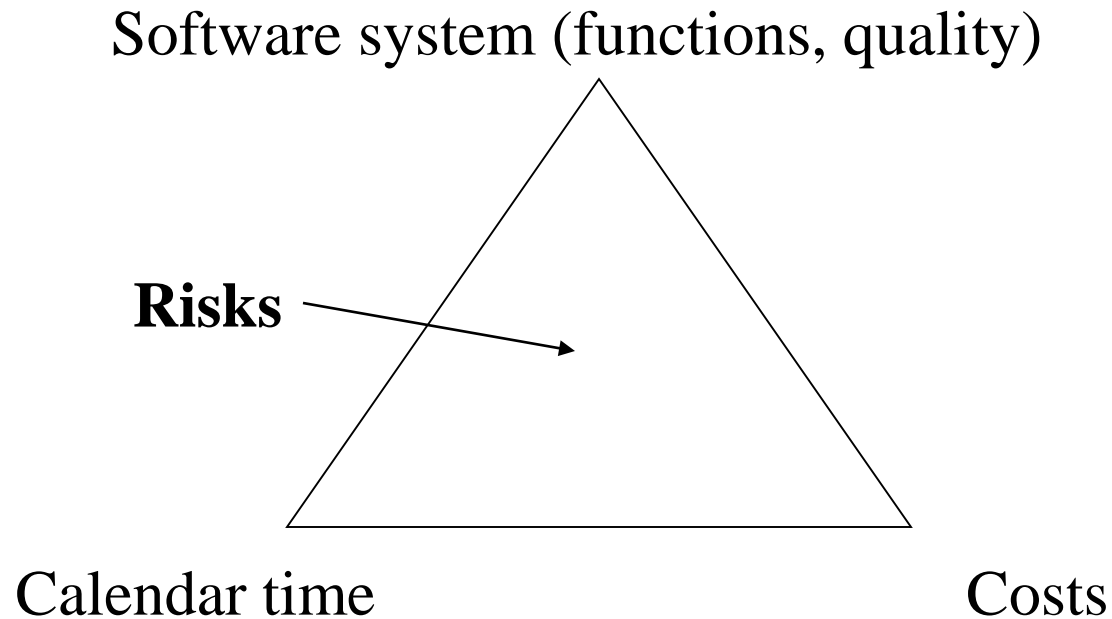 Software system (functions, quality)
Risks
Calendar time
Costs